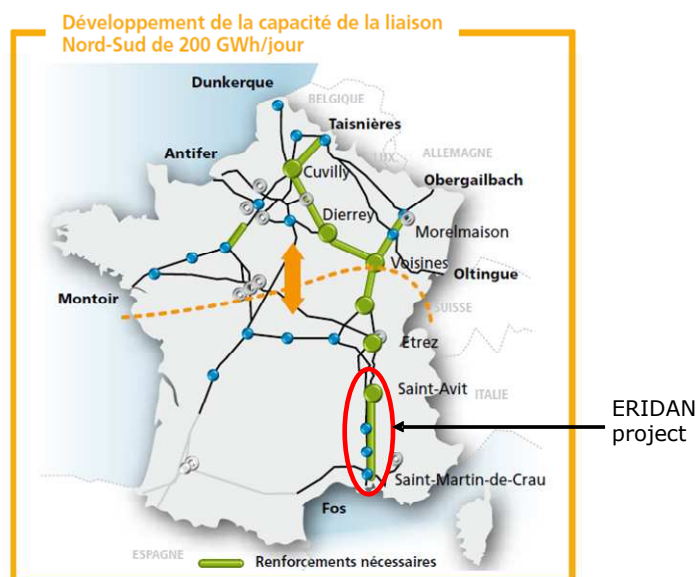 Développement de la capacité de la liaison
Nord-Sud de 200 GWh/jour
Dunkerque
BELGIQUE
Taisnières
Antifer
LUX.
ALLEMAGNE
Cuvilly
Obergailbach
Dierrey
Morelmaison
Voisines
Oltingue
Montoir
SUISSE
Etrez
Saint-Avit
ITALIE
ERIDAN
project
Saint-Martin-de-Crau
Fos
ESPAGNE
Renforcements nécessaires